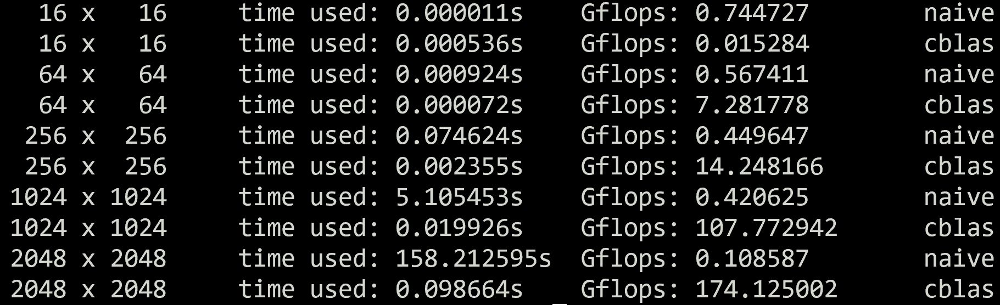 16 x 16 time used: 0.000011s Gflops: 0.744727 naive
16 x 16 time used: 0.000536s Gflops: 0.015284 cblas
64 x 64 time used: 0.000924s Gflops: 0.567411 naive
64 x 64 time used: 0.000072s Gflops: 7.281778 cblas
256 x 256 time used: 0.074624s Gflops: 0.449647 naive
256 x 256 time used: 0.002355s Gflops: 14.248166 cblas
1024 x 1024 time used: 5.105453s Gflops: 0.420625 naive
1024 x 1024 time used: 0.019926s Gflops: 107.772942 cblas
2048 x 2048 time used: 158.212595s Gflops: 0.108587 naive
2048 x 2048 time used: 0.098664s Gflops: 174.125002 cblas